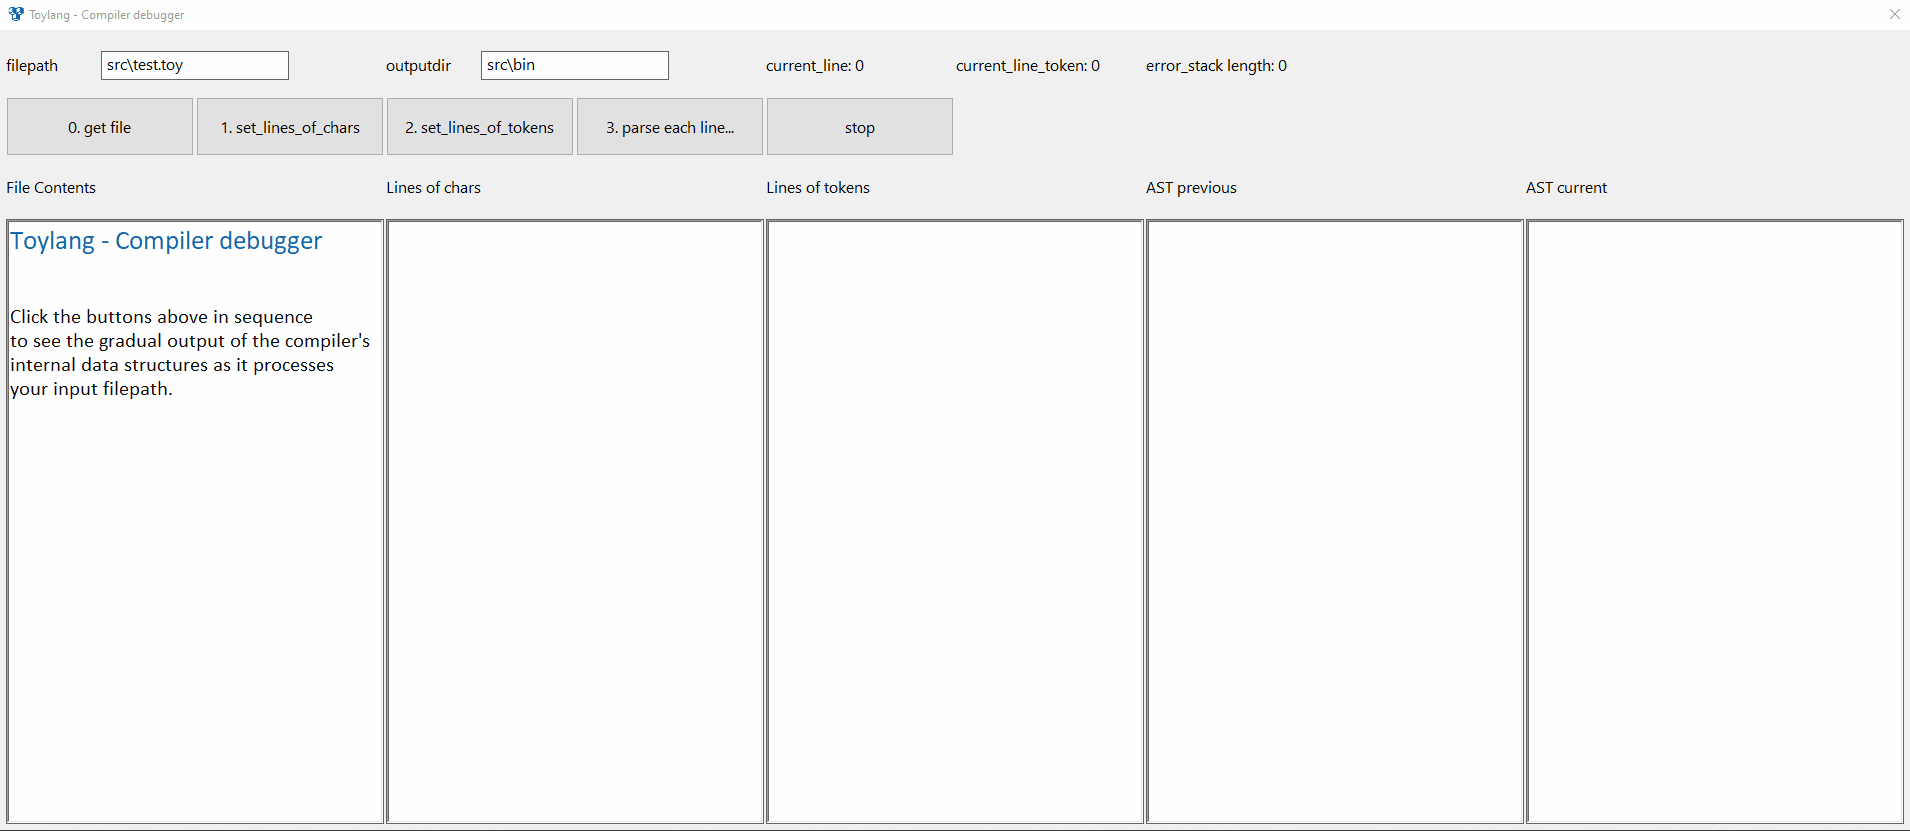 Toylang - Compiler debugger
filepath src\test.toy outputdir src\bin current_line: 0 current_line_token: 0 error_stack length: 0
0. get file 1. set_lines_of_chars 2. set_lines_of_tokens 3. parse each line... stop
File Contents Lines of chars Lines of tokens AST previous AST current
Toylang - Compiler debugger
Click the buttons above in sequence
to see the gradual output of the compiler's
internal data structures as it processes
your input filepath.